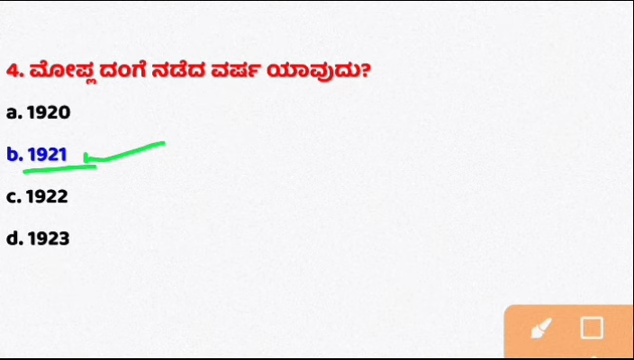 4. ಮೋಪ್ಲ ದಂಗೆ ನಡೆದ ವರ್ಷ ಯಾವುದು?
a. 1920
b. 1921
c. 1922
d. 1923